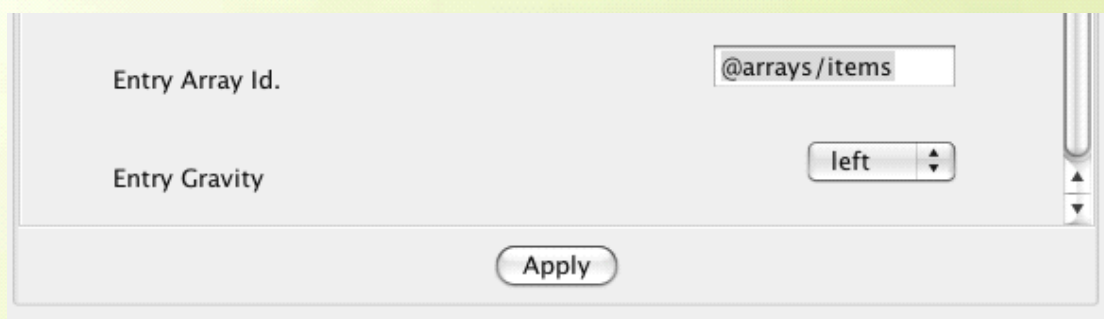 Entry Array Id.
@arrays/items
Entry Gravity
left
Apply